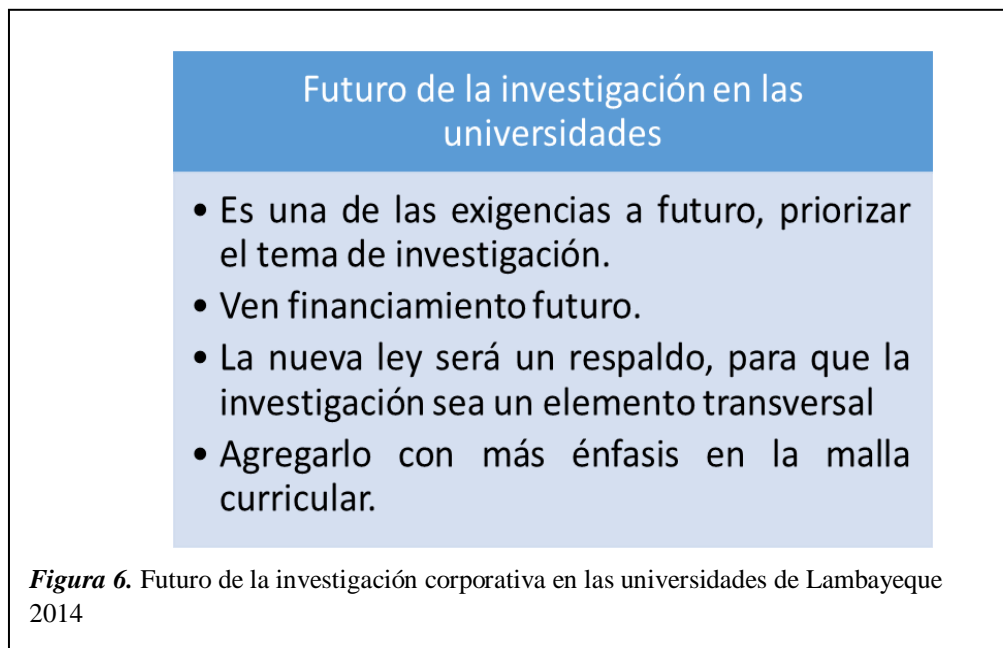 Futuro de la investigación en las
universidades
• Es una de las exigencias a futuro, priorizar
el tema de investigación.
• Ven financiamiento futuro.
• La nueva ley será un respaldo, para que la
investigación sea un elemento transversal
• Agregarlo con más énfasis en la malla
curricular.
Figura 6. Futuro de la investigación corporativa en las universidades de Lambayeque
2014